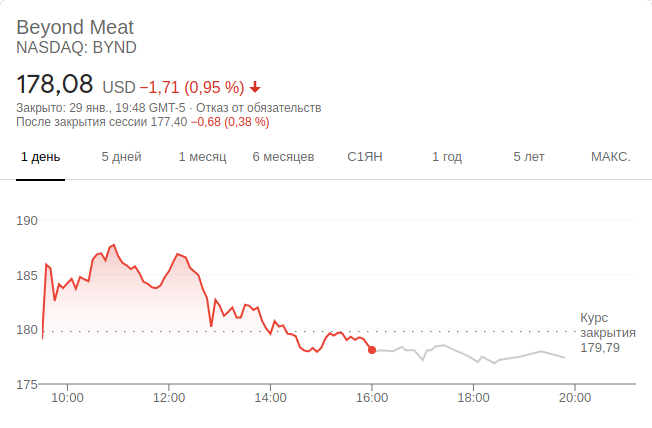 Beyond Meat
NASDAQ: BYND
178,08 USD −1,71 (0,95 %)
Закрыто: 29 янв., 19:48 GMT-5 · Отказ от обязательств
После закрытия сессии 177,40 −0,68 (0,38 %)
1 день 5 дней 1 месяц 6 месяцев С1ЯН 1 год 5 лет МАКС.
190
185
180
175
Курс
закрытия
179,79
10:00 12:00 14:00 16:00 18:00 20:00